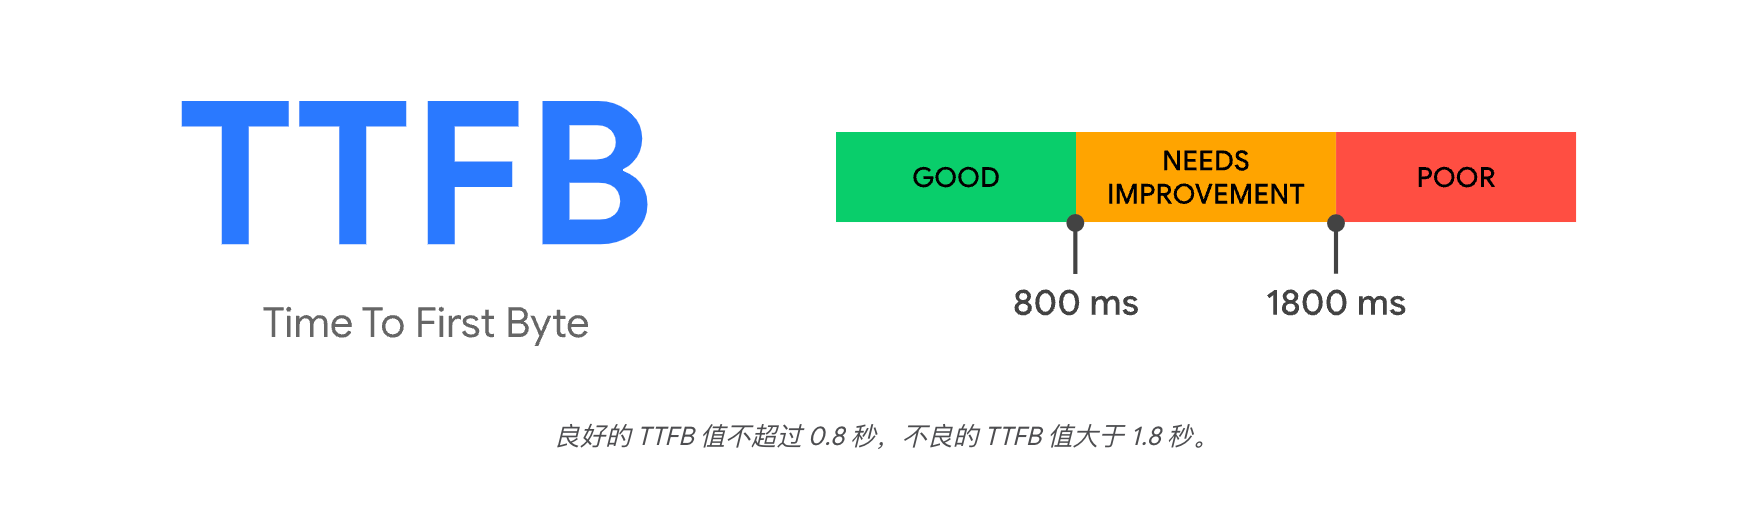 TTFB
Time To First Byte
GOOD
NEEDS
IMPROVEMENT
POOR
800 ms
1800 ms
良好的 TTFB 值不超过 0.8 秒，不良的 TTFB 值大于 1.8 秒。